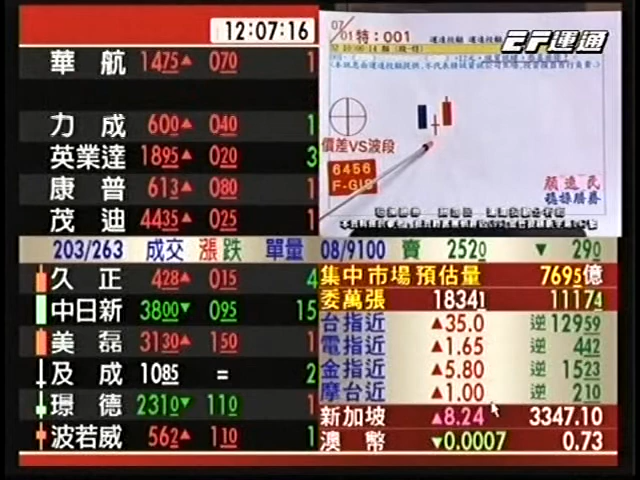 12:07:16
華航 1475▲ 070 1
力成 600▲ 040 1
英業達 1895▲ 020 3
康普 613▲ 080 1
茂迪 4435▲ 025 1
203/263 成交 漲跌 單量
久正 428▲ 015 4
中日新 3800▼ 095 15
美磊 3130▲ 150 1
及成 1085 = 2
璟德 2310▼ 110 1
波若威 562▲ 110 1
07/01 特:001
運通
價差VS波段
6456
F-GIS
08/9100 賣 2520 ▼ 290
集中市場預估量 7695億
委萬張 18341 11174
台指近 ▲35.0 逆 12959
電指近 ▲1.65 逆 442
金指近 ▲5.80 逆 1523
摩台近 ▲1.00 逆 210
新加坡 ▲8.24 3347.10
澳幣 ▼0.0007 0.73